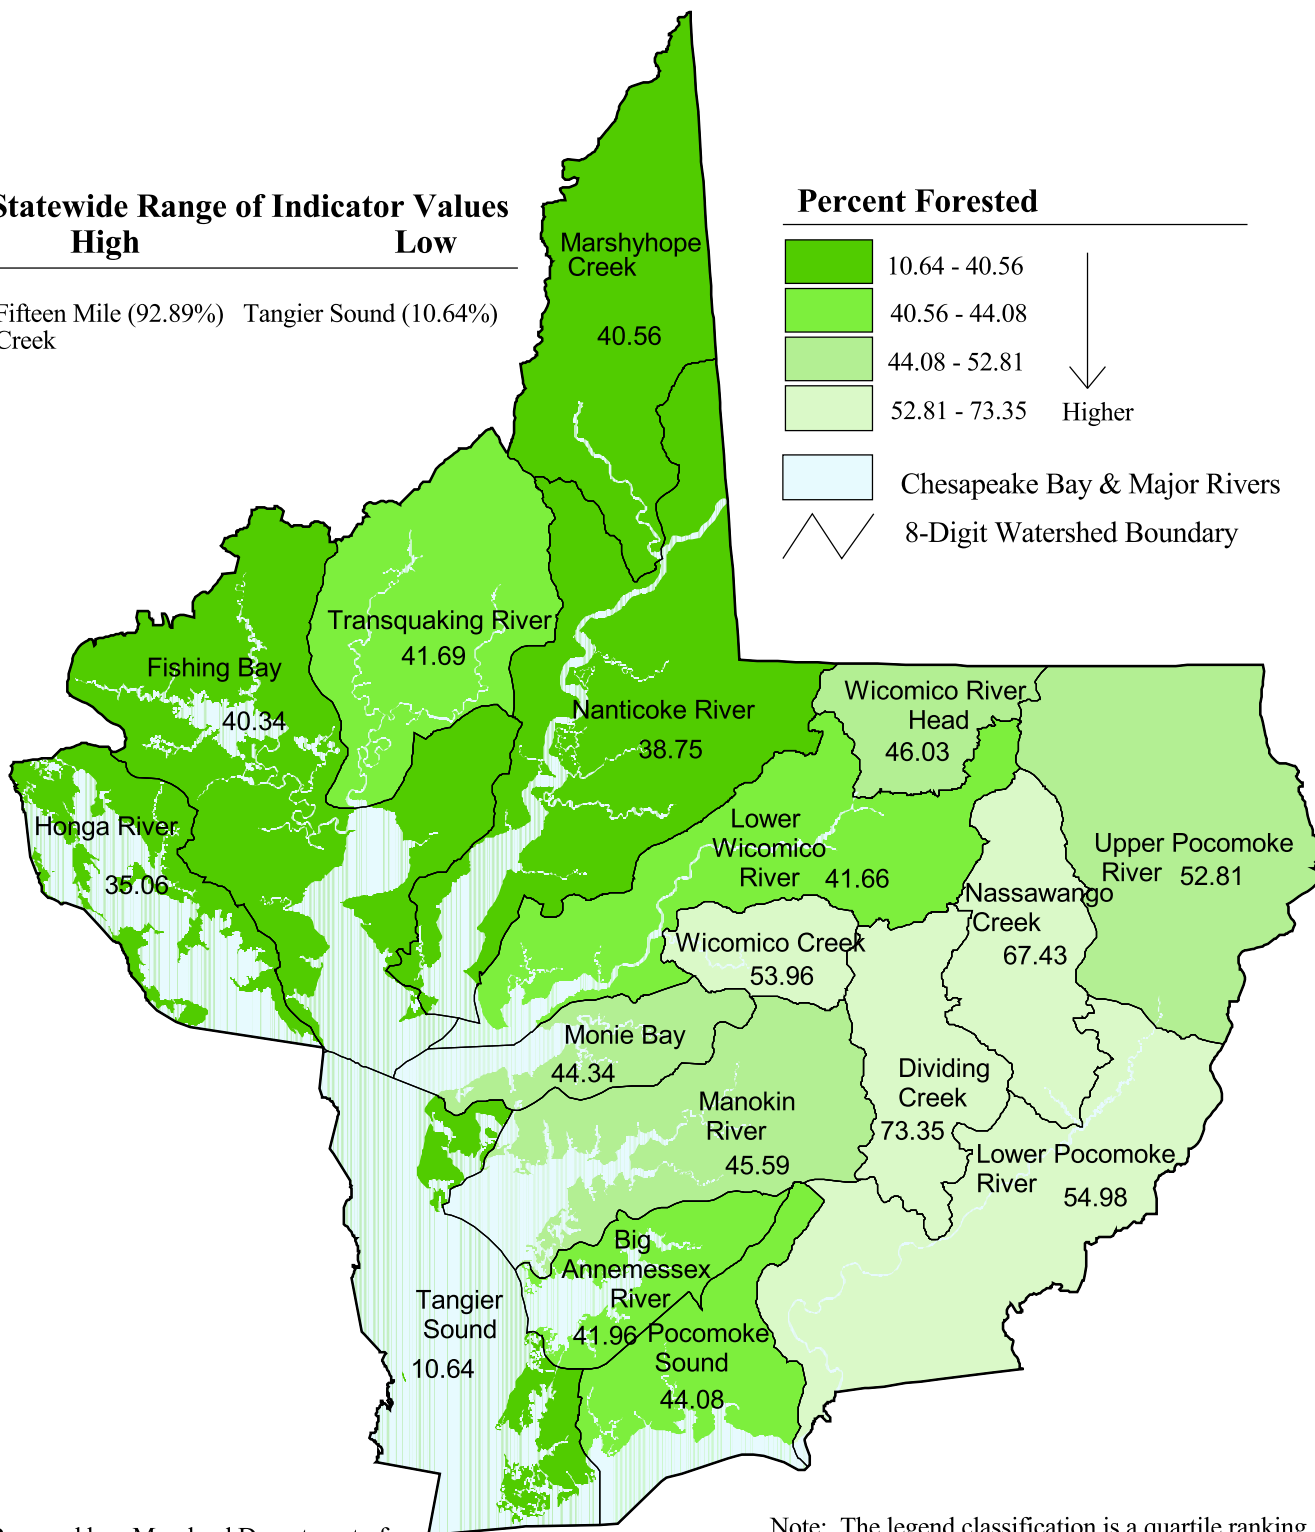 Statewide Range of Indicator Values
High Low
Fifteen Mile (92.89%) Tangier Sound (10.64%)
Creek
Percent Forested
10.64 - 40.56
40.56 - 44.08
44.08 - 52.81
52.81 - 73.35
Higher
Chesapeake Bay & Major Rivers
8-Digit Watershed Boundary
Marshyhope
Creek
40.56
Transquaking River
41.69
Fishing Bay
40.34
Nanticoke River
38.75
Wicomico River
Head
46.03
Honga River
35.06
Lower
Wicomico
River 41.66
Upper Pocomoke
River 52.81
Nassawango
Creek
67.43
Wicomico Creek
53.96
Monie Bay
44.34
Dividing
Creek
73.35
Manokin
River
45.59
Lower Pocomoke
River
54.98
Big
Annemessex
River
41.96
Tangier
Sound
10.64
Pocomoke
Sound
44.08
Note: The legend classification is a quartile ranking